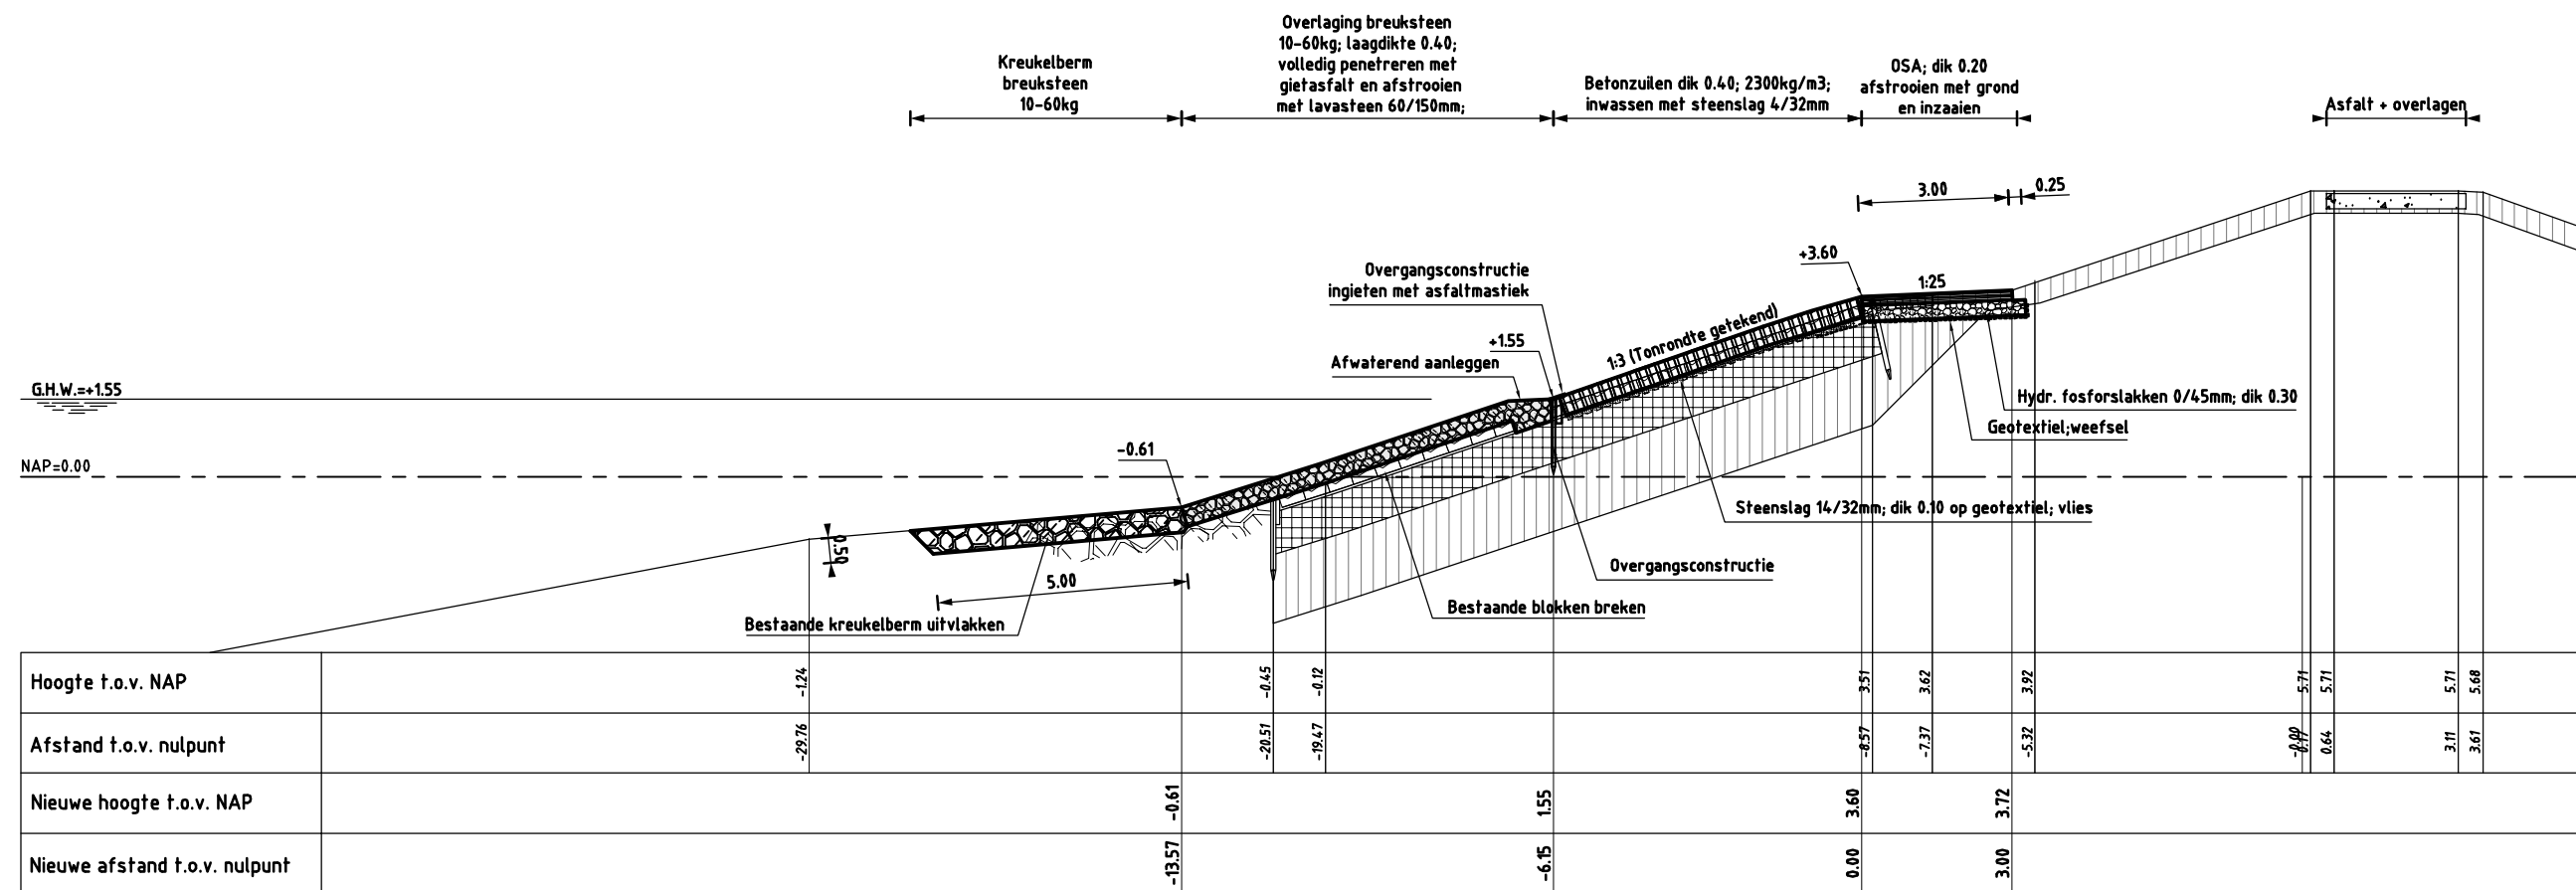 Kreukelberm
breuksteen
10-60kg
Overlaging breuksteen
10-60kg; laagdikte 0.40;
volledig penetreren met
gietasfalt en afstrooien
met lavasteen 60/150mm;
Betonzuilen dik 0.40; 2300kg/m3;
inwassen met steenslag 4/32mm
OSA; dik 0.20
afstrooien met grond
en inzaaien
Asfalt + overlagen
3.00
0.25
+3.60
1:25
Overgangsconstructie
ingieten met asfaltmastiek
1:3 (Tonrondte getekend)
+1.55
Afwaterend aanleggen
G.H.W.=+1.55
Hydr. fosforslakken 0/45mm; dik 0.30
Geotextiel;weefsel
-0.61
NAP=0.00
Steenslag 14/32mm; dik 0.10 op geotextiel; vlies
0.50
Overgangsconstructie
5.00
Bestaande blokken breken
Bestaande kreukelberm uitvlakken
Hoogte t.o.v. NAP
-1.24
-0.45
-0.12
3.51
3.62
3.92
5.71
5.71
5.71
5.68
Afstand t.o.v. nulpunt
-29.76
-20.51
-19.47
-8.57
-7.37
-5.32
-0.00
0.17
0.64
3.11
3.61
Nieuwe hoogte t.o.v. NAP
-0.61
1.55
3.60
3.72
Nieuwe afstand t.o.v. nulpunt
-13.57
-6.15
0.00
3.00